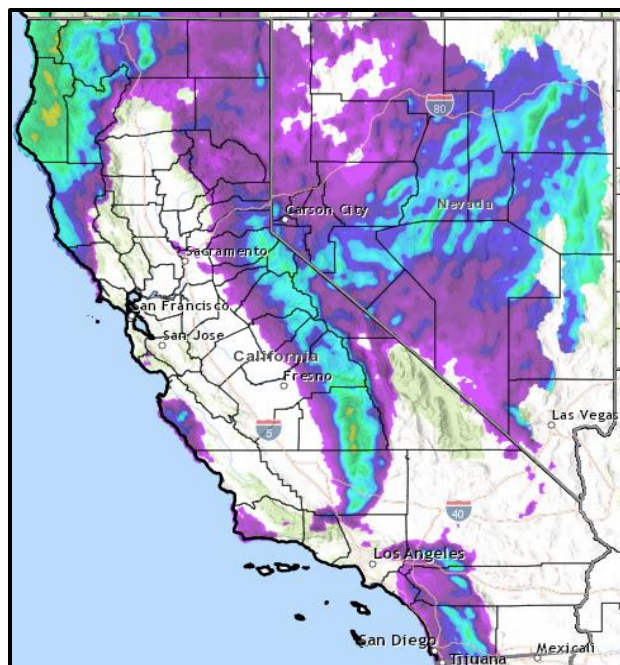 80
Carson City
Nevada
Sacramento
San Francisco
San Jose
California
Fresno
5
Las Vegas
40
Los Angeles
San Diego
Tijuana
Mexicali